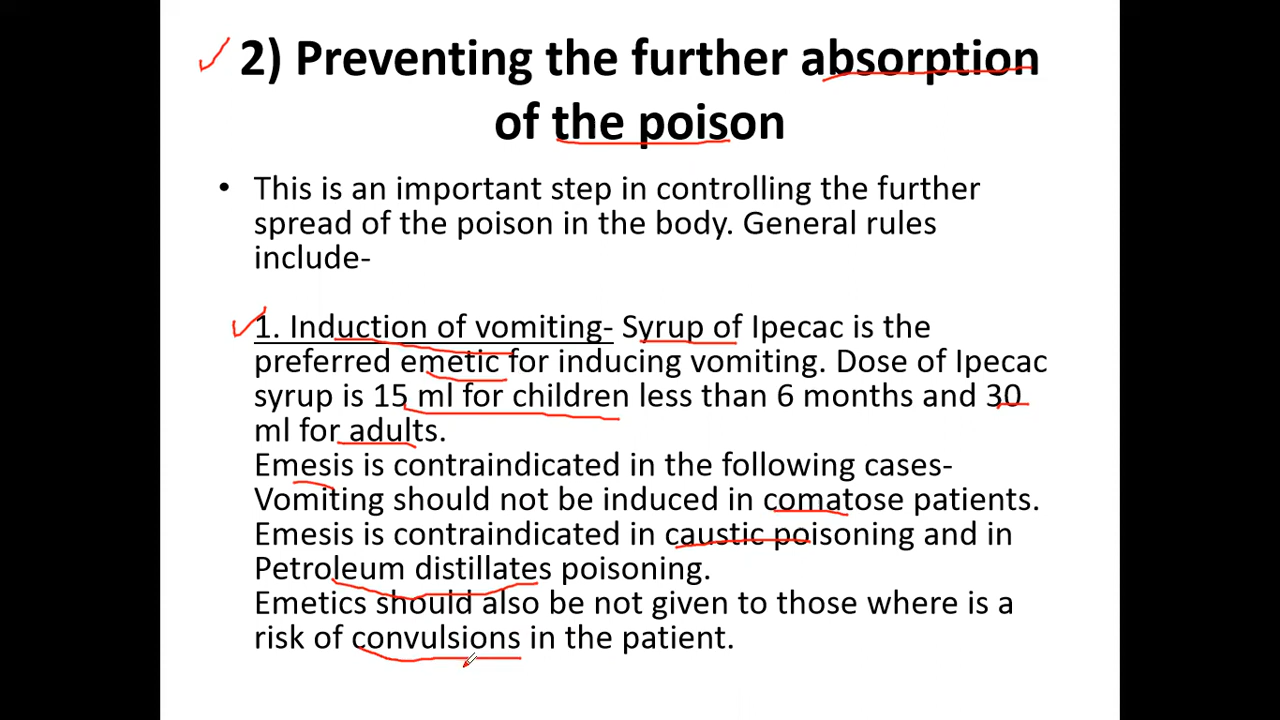 2) Preventing the further absorption
of the poison
• This is an important step in controlling the further
spread of the poison in the body. General rules
include-
1. Induction of vomiting- Syrup of Ipecac is the
preferred emetic for inducing vomiting. Dose of Ipecac
syrup is 15 ml for children less than 6 months and 30
ml for adults.
Emesis is contraindicated in the following cases-
Vomiting should not be induced in comatose patients.
Emesis is contraindicated in caustic poisoning and in
Petroleum distillates poisoning.
Emetics should also be not given to those where is a
risk of convulsions in the patient.